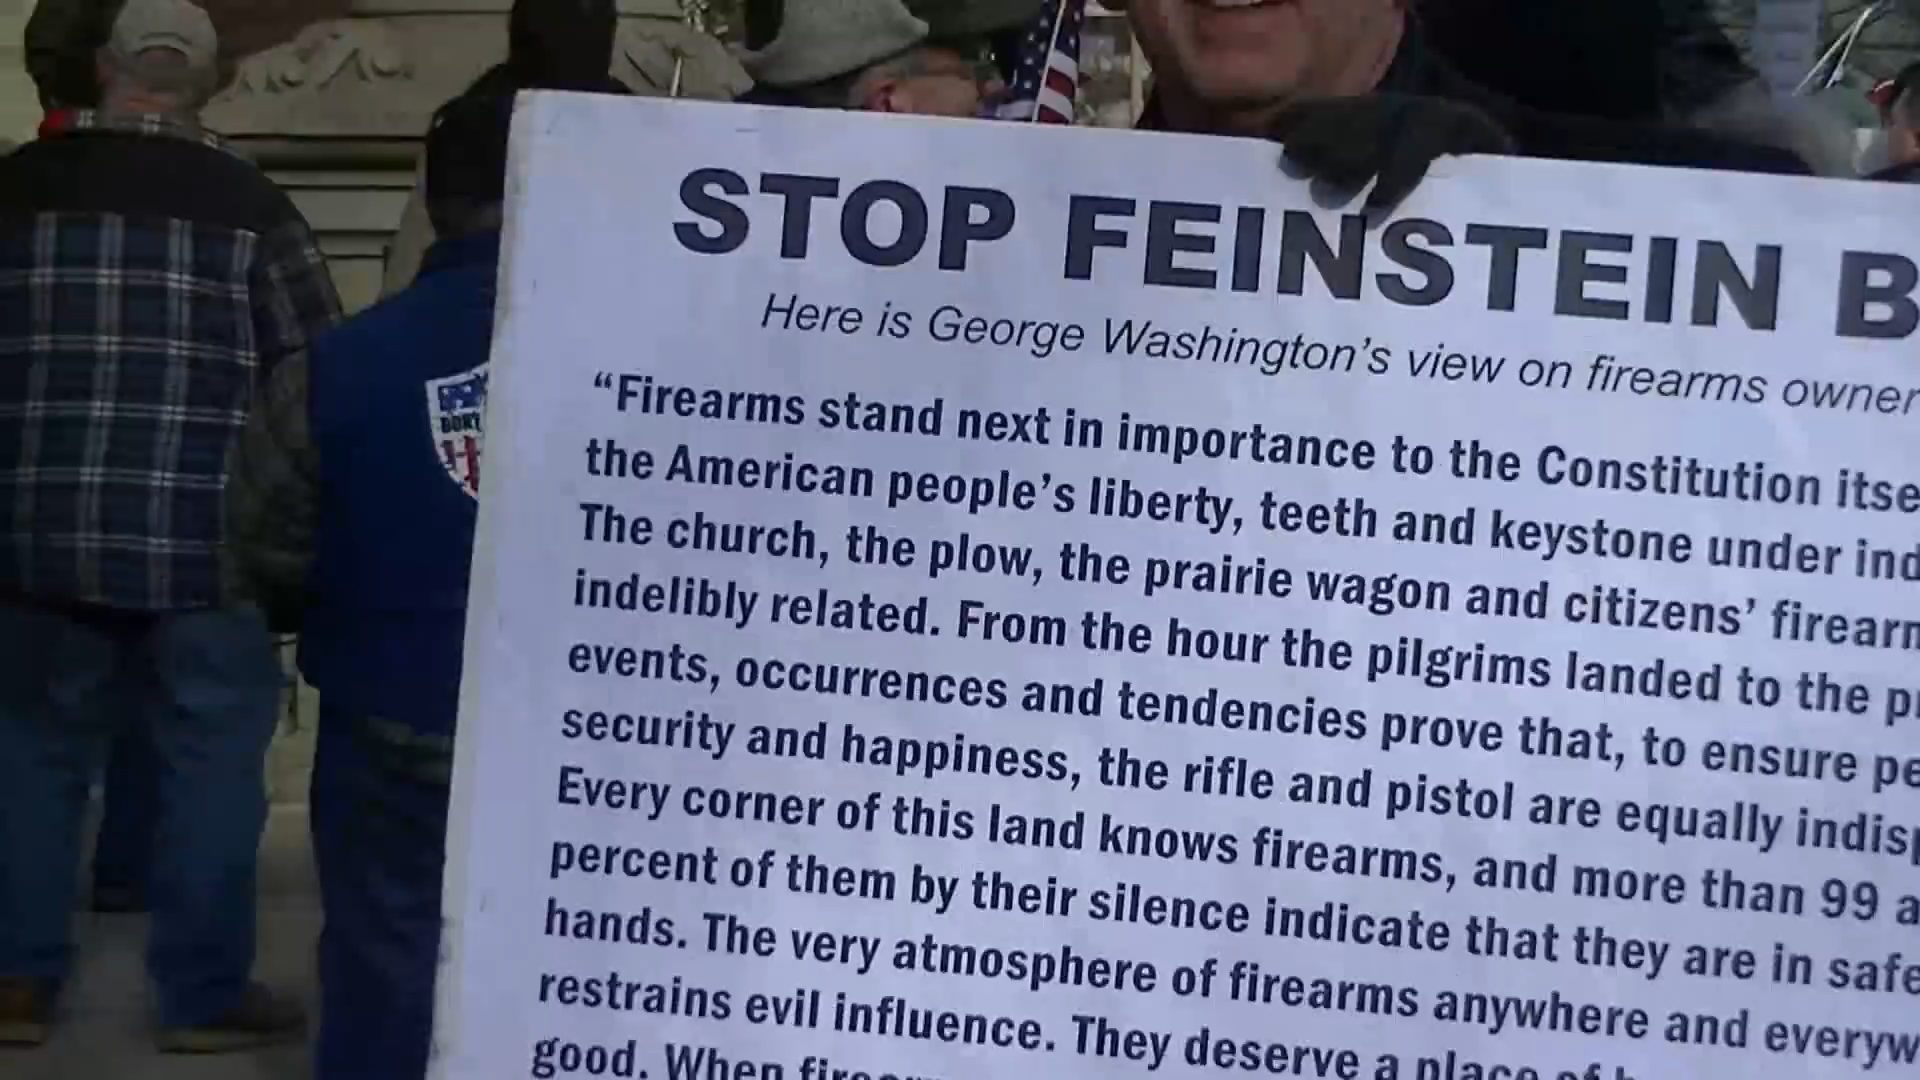 STOP FEINSTEIN B
Here is George Washington's view on firearms owner
“Firearms stand next in importance to the Constitution itse
the American people’s liberty, teeth and keystone under ind
The church, the plow, the prairie wagon and citizens’ firearm
indelibly related. From the hour the pilgrims landed to the p
events, occurrences and tendencies prove that, to ensure pe
security and happiness, the rifle and pistol are equally indisp
Every corner of this land knows firearms, and more than 99 a
percent of them by their silence indicate that they are in safe
hands. The very atmosphere of firearms anywhere and everyw
restrains evil influence. They deserve a place of
good. When